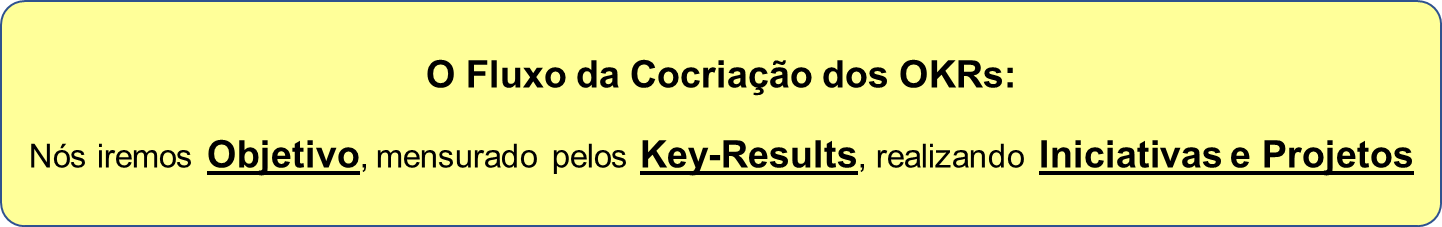 O Fluxo da Cocriação dos OKRs:
Nós iremos Objetivo, mensurado pelos Key-Results, realizando Iniciativas e Projetos